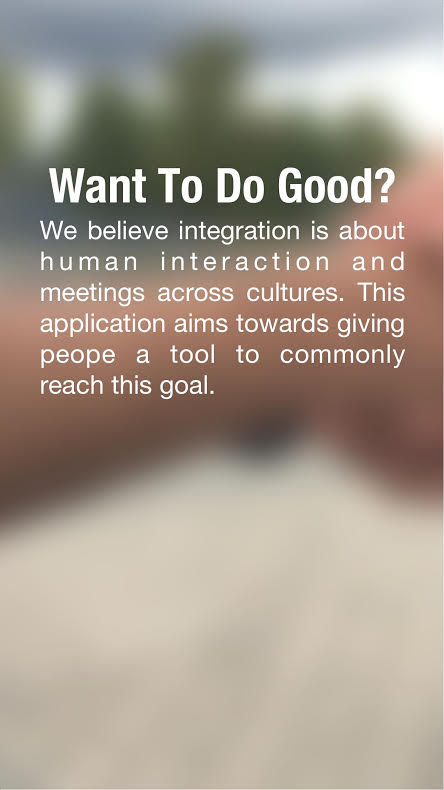 Want To Do Good?
We believe integration is about
human interaction and
meetings across cultures. This
application aims towards giving
peope a tool to commonly
reach this goal.